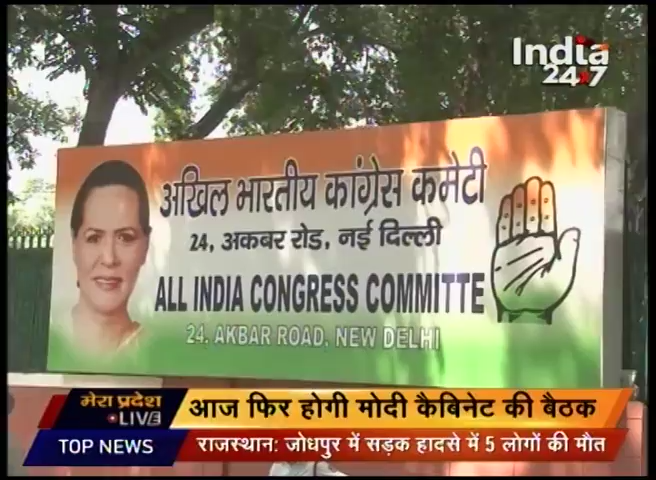 India
24x7
अखिल भारतीय कांग्रेस कमेटी
24, अकबर रोड, नई दिल्ली
ALL INDIA CONGRESS COMMITTE
24, AKBAR ROAD, NEW DELHI
मेरा प्रदेश
LIVE
आज फिर होगी मोदी कैबिनेट की बैठक
TOP NEWS
राजस्थान: जोधपुर में सड़क हादसे में 5 लोगों की मौत